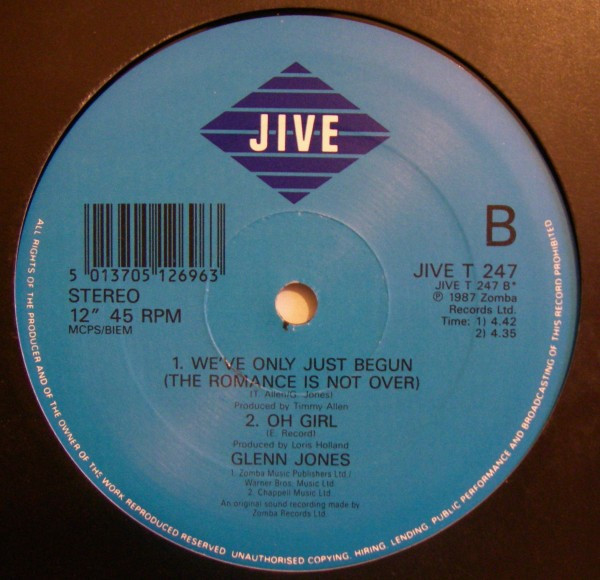 JIVE
B
5 013705 126963
STEREO
12" 45 RPM
MCPS/BIEM
JIVE T 247
JIVE T 247 B*
℗ 1987 Zomba
Records Ltd.
Time: 1) 4.42
2) 4.35
1. WE'VE ONLY JUST BEGUN
(THE ROMANCE IS NOT OVER)
(T. Allen/G. Jones)
Produced by Timmy Allen
2. OH GIRL
(E. Record)
Produced by Loris Holland
GLENN JONES
1. Zomba Music Publishers Ltd./
Warner Bros. Music Ltd.
2. Chappell Music Ltd.
An original sound recording made by
Zomba Records Ltd.
ALL RIGHTS OF THE PRODUCER AND OF THE OWNER OF THE WORK REPRODUCED RESERVED. UNAUTHORISED COPYING, HIRING, LENDING, PUBLIC PERFORMANCE AND BROADCASTING OF THIS RECORD PROHIBITED